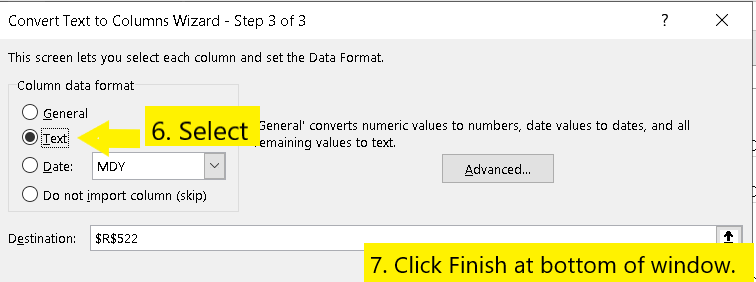 Convert Text to Columns Wizard - Step 3 of 3
? ×
This screen lets you select each column and set the Data Format.
Column data format
General
Text
6. Select
Date: MDY
Do not import column (skip)
'General' converts numeric values to numbers, date values to dates, and all
remaining values to text.
Advanced...
Destination: $R$522
7. Click Finish at bottom of window.